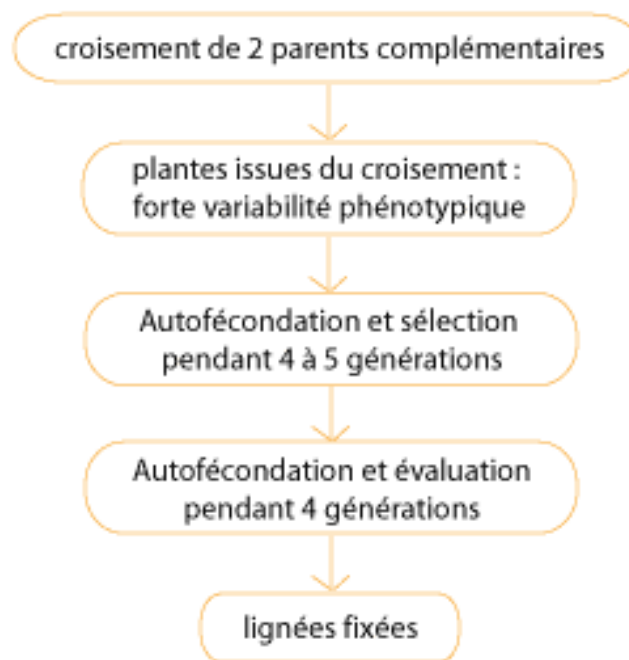 croisement de 2 parents complémentaires
plantes issues du croisement :
forte variabilité phénotypique
Autofécondation et sélection
pendant 4 à 5 générations
Autofécondation et évaluation
pendant 4 générations
lignées fixées